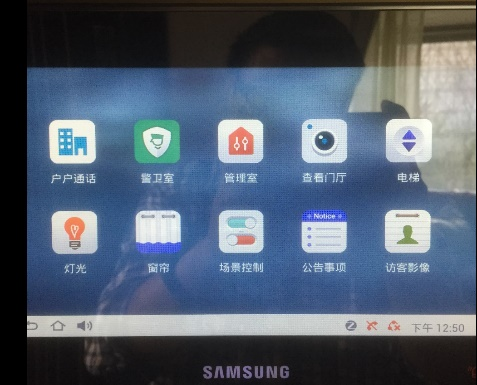 户户通话 警卫室 管理室 查看门厅 电梯
Notice
灯光 窗帘 场景控制 公告事项 访客影像
下午 12:50
SAMSUNG